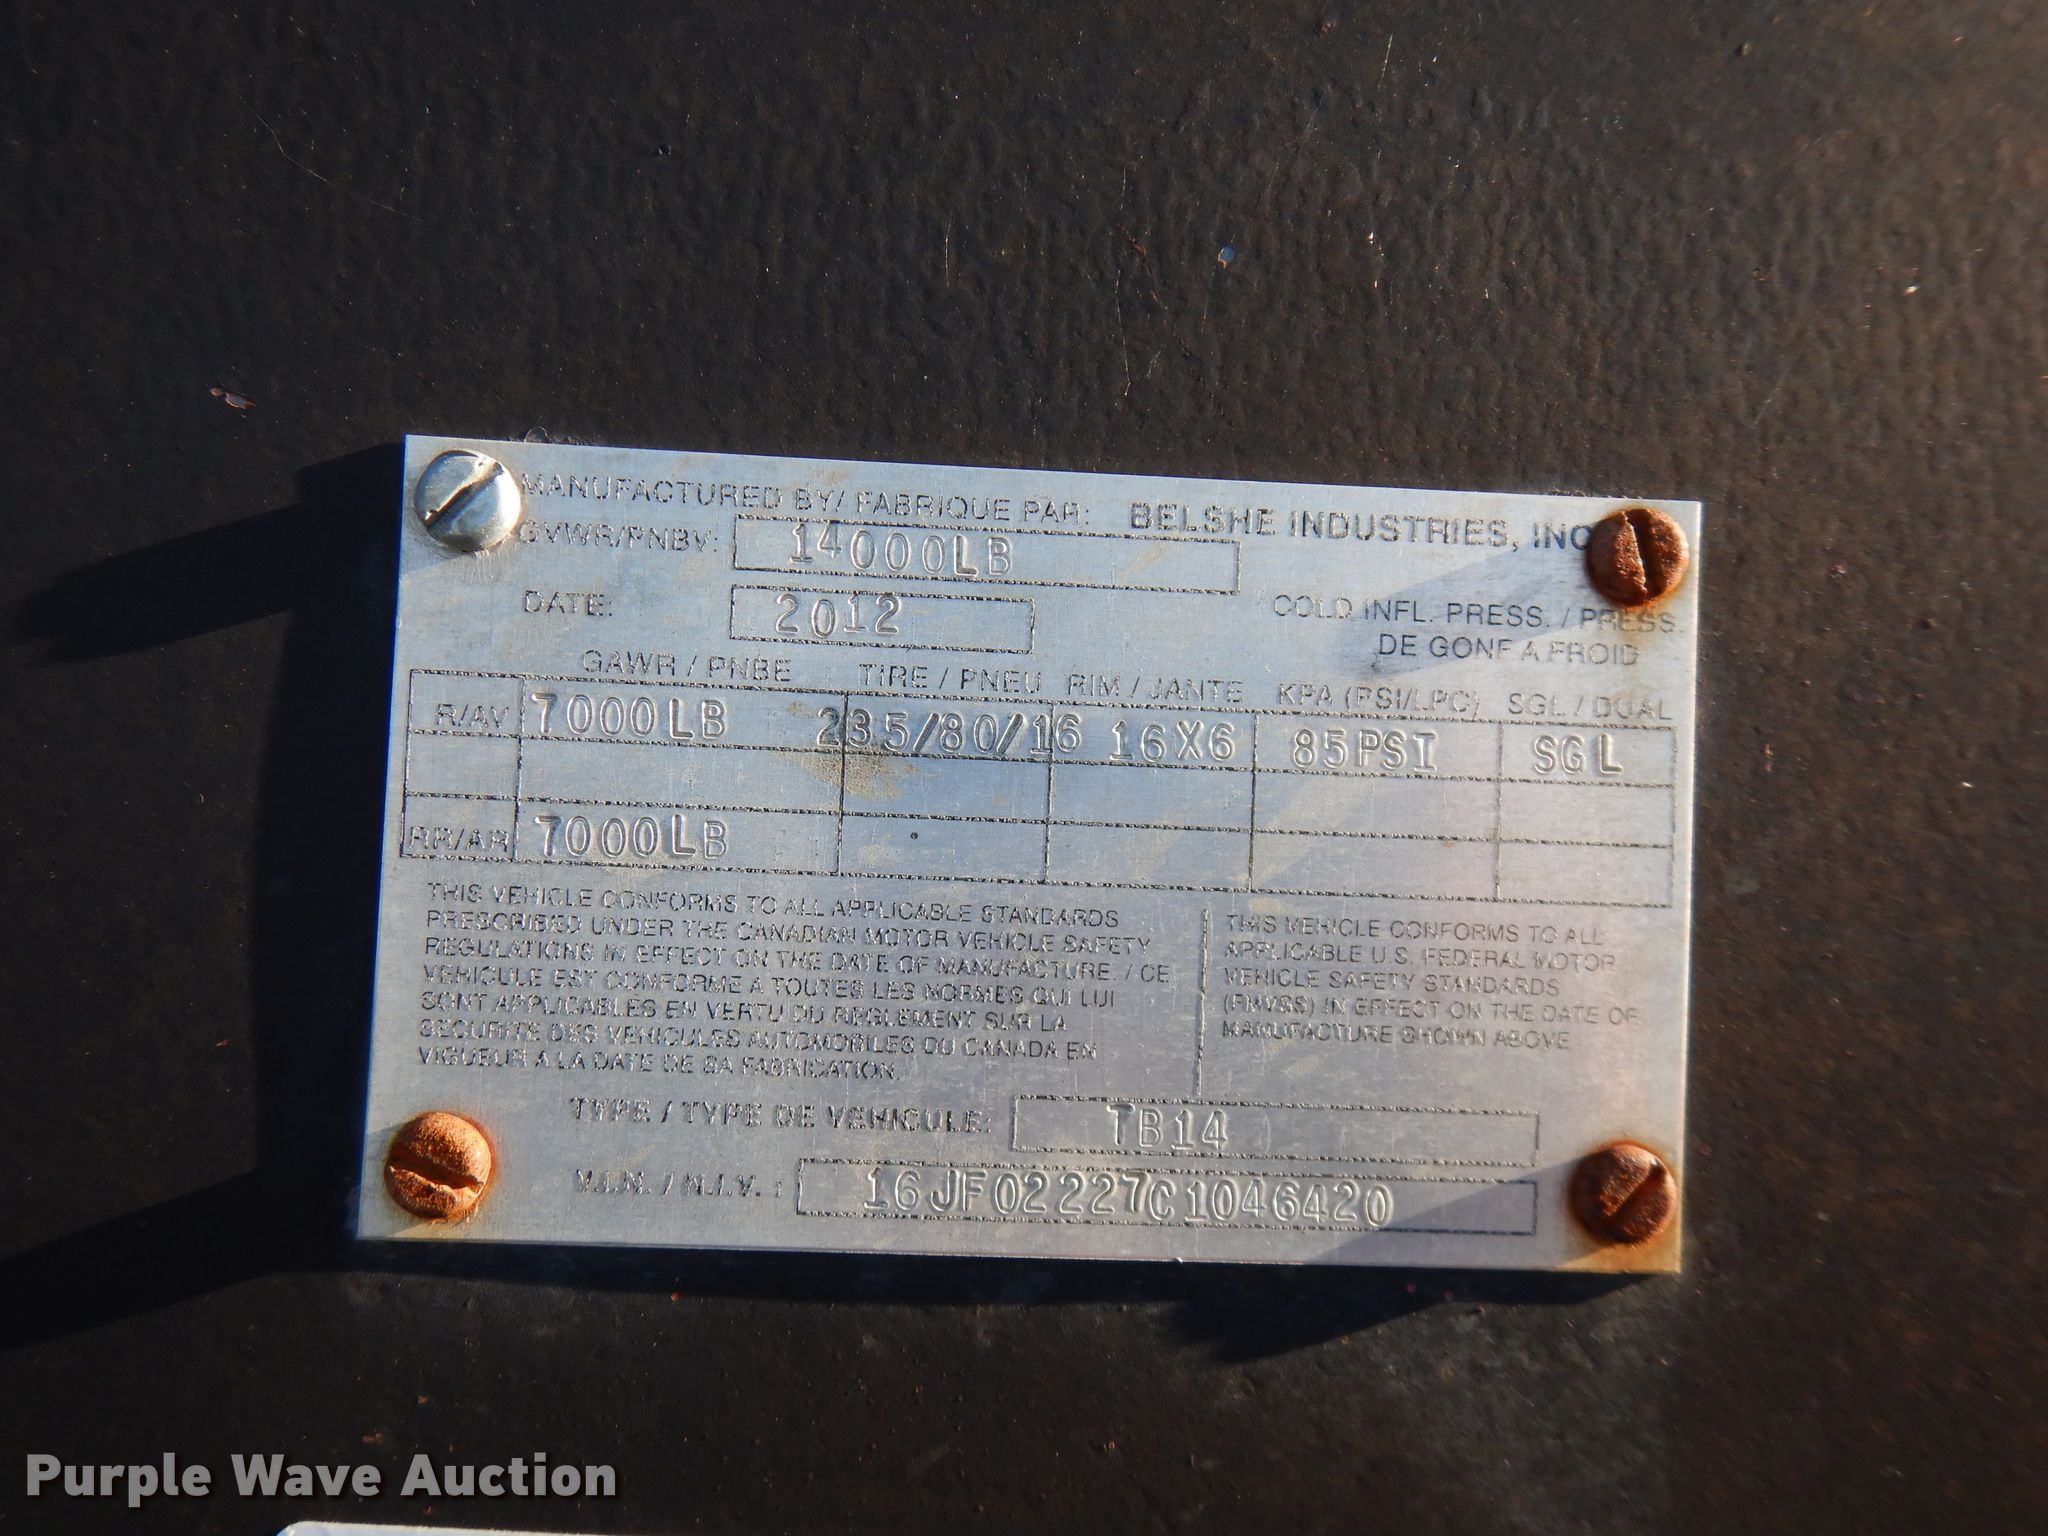 MANUFACTURED BY/ FABRIQUE PAR: BELSHE INDUSTRIES, INC
GVWR/PNBV: 14000LB
DATE: 2012
COLD INFL. PRESS. / PRESS.
DE GONF A FROID
GAWR / PNBE TIRE / PNEU RIM / JANTE KPA (PSI/LPC) SGL / DUAL
R/AV 7000LB 235/80/16 16X6 85PSI SGL
RR/AR 7000LB
THIS VEHICLE CONFORMS TO ALL APPLICABLE STANDARDS
PRESCRIBED UNDER THE CANADIAN MOTOR VEHICLE SAFETY
REGULATIONS IN EFFECT ON THE DATE OF MANUFACTURE. / CE
VEHICULE EST CONFORME A TOUTES LES NORMES QUI LUI
SONT APPLICABLES EN VERTU DU REGLEMENT SUR LA
SECURITE DES VEHICULES AUTOMOBILES DU CANADA EN
VIGUEUR A LA DATE DE SA FABRICATION.
THIS VEHICLE CONFORMS TO ALL
APPLICABLE U.S. FEDERAL MOTOR
VEHICLE SAFETY STANDARDS
(FMVSS) IN EFFECT ON THE DATE OF
MANUFACTURE SHOWN ABOVE
TYPE / TYPE DE VEHICULE: TB14
V.I.N. / N.I.V. : 16JF02227C1046420
Purple Wave Auction